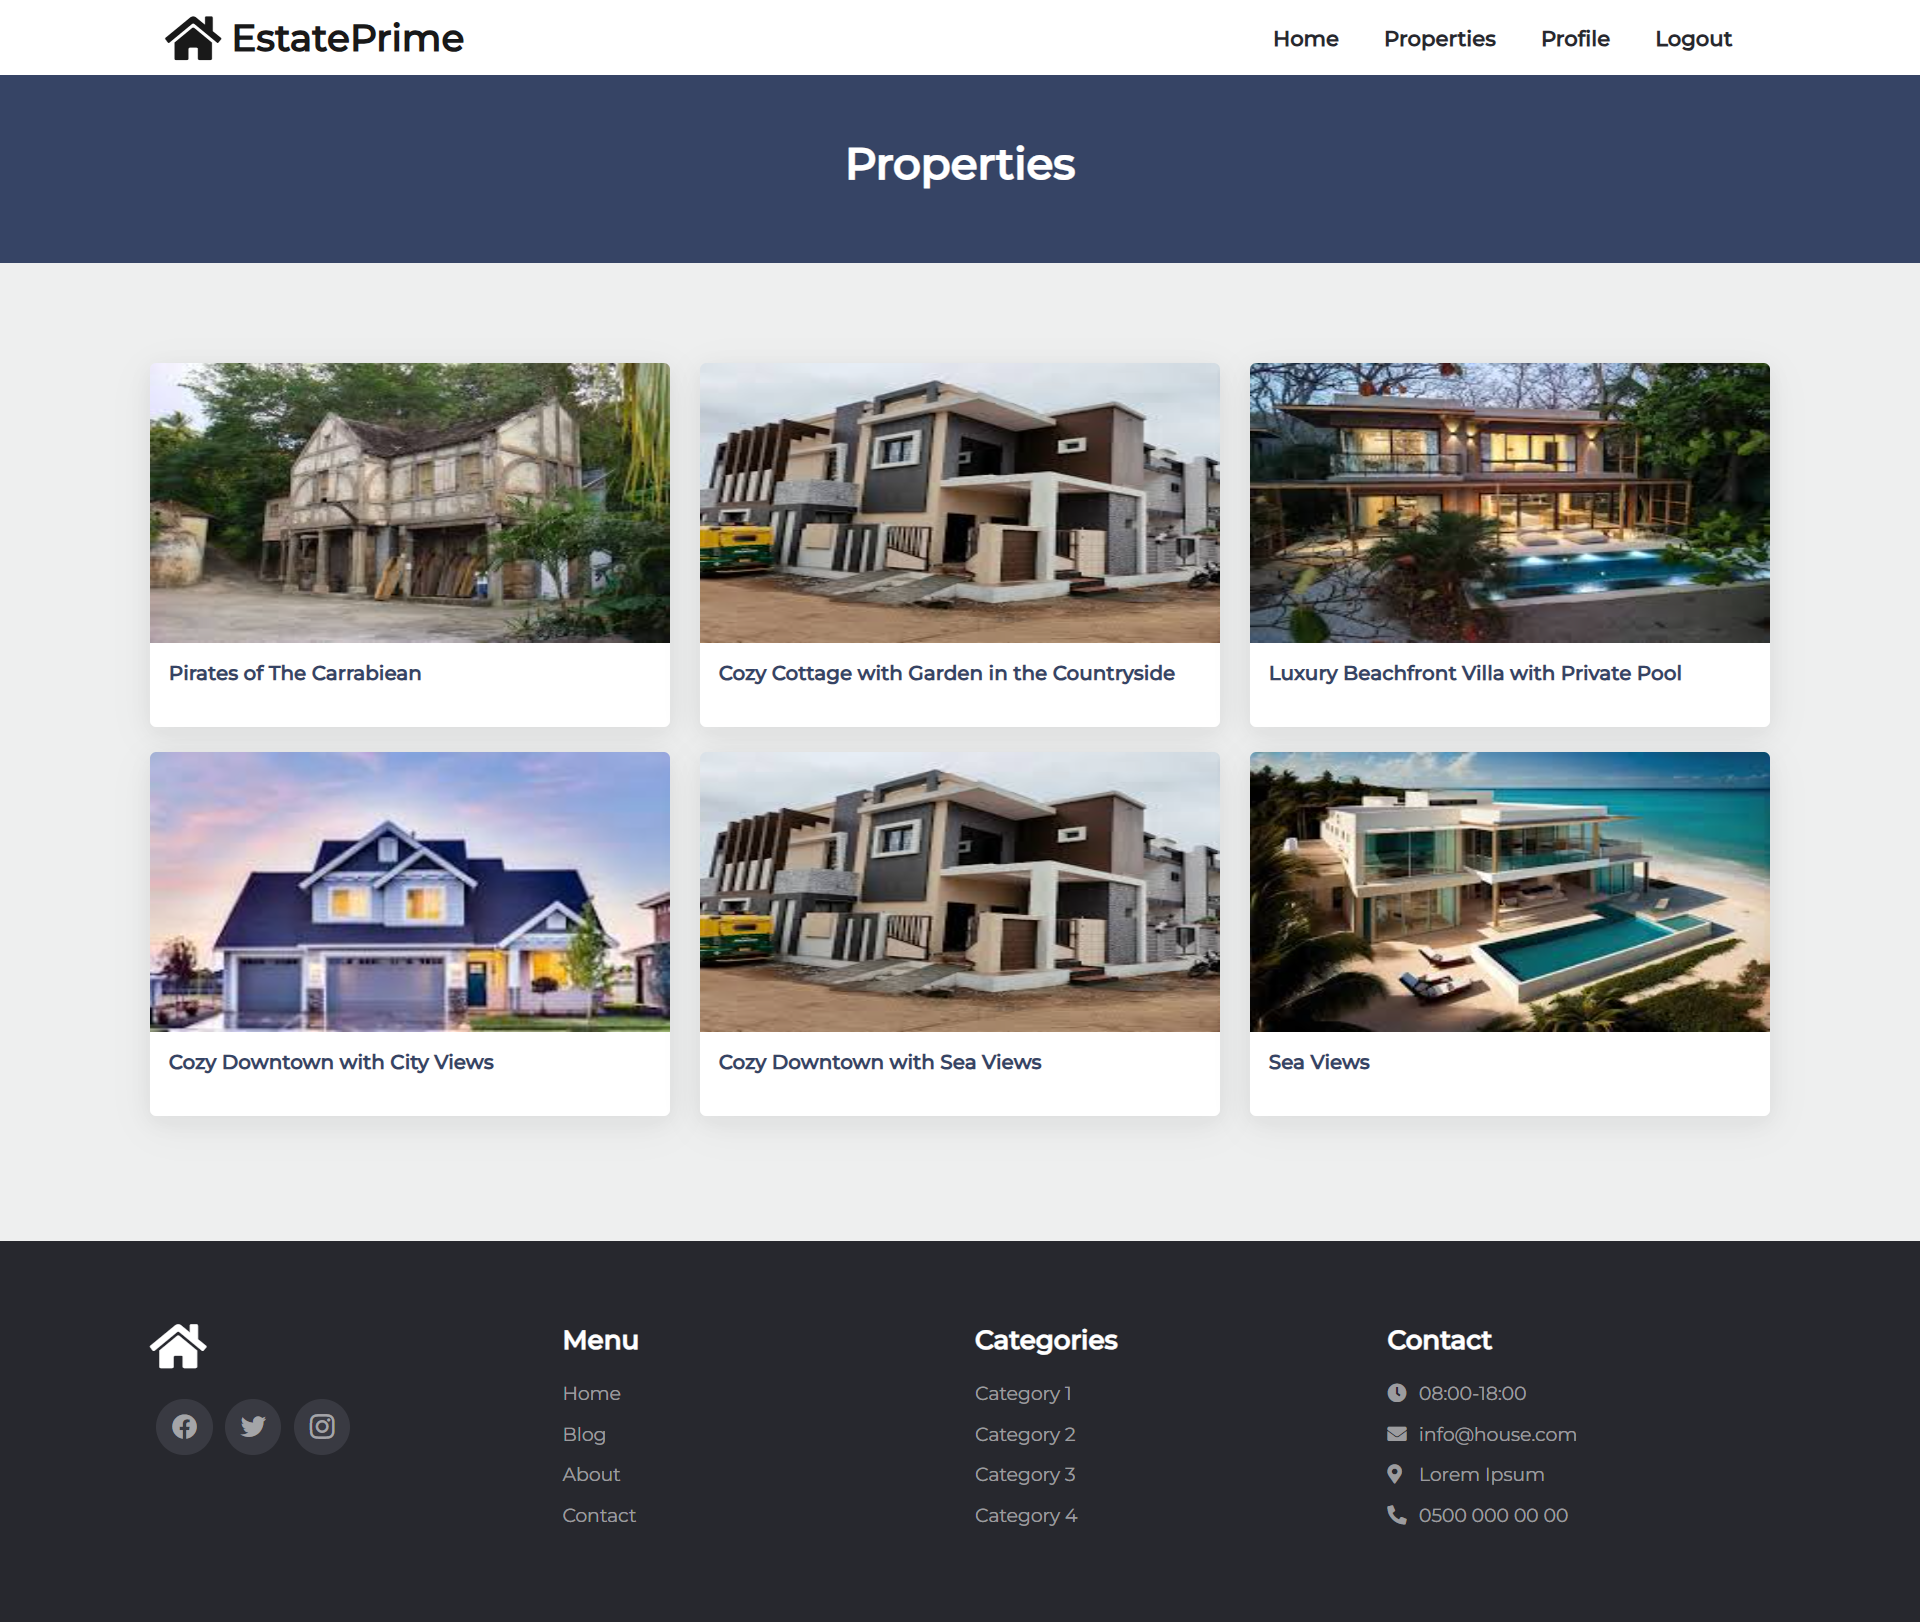 EstatePrime
Home Properties Profile Logout
Properties
Pirates of The Carrabiean
Cozy Cottage with Garden in the Countryside
Luxury Beachfront Villa with Private Pool
Cozy Downtown with City Views
Cozy Downtown with Sea Views
Sea Views
Menu
Home
Blog
About
Contact
Categories
Category 1
Category 2
Category 3
Category 4
Contact
08:00-18:00
info@house.com
Lorem Ipsum
0500 000 00 00